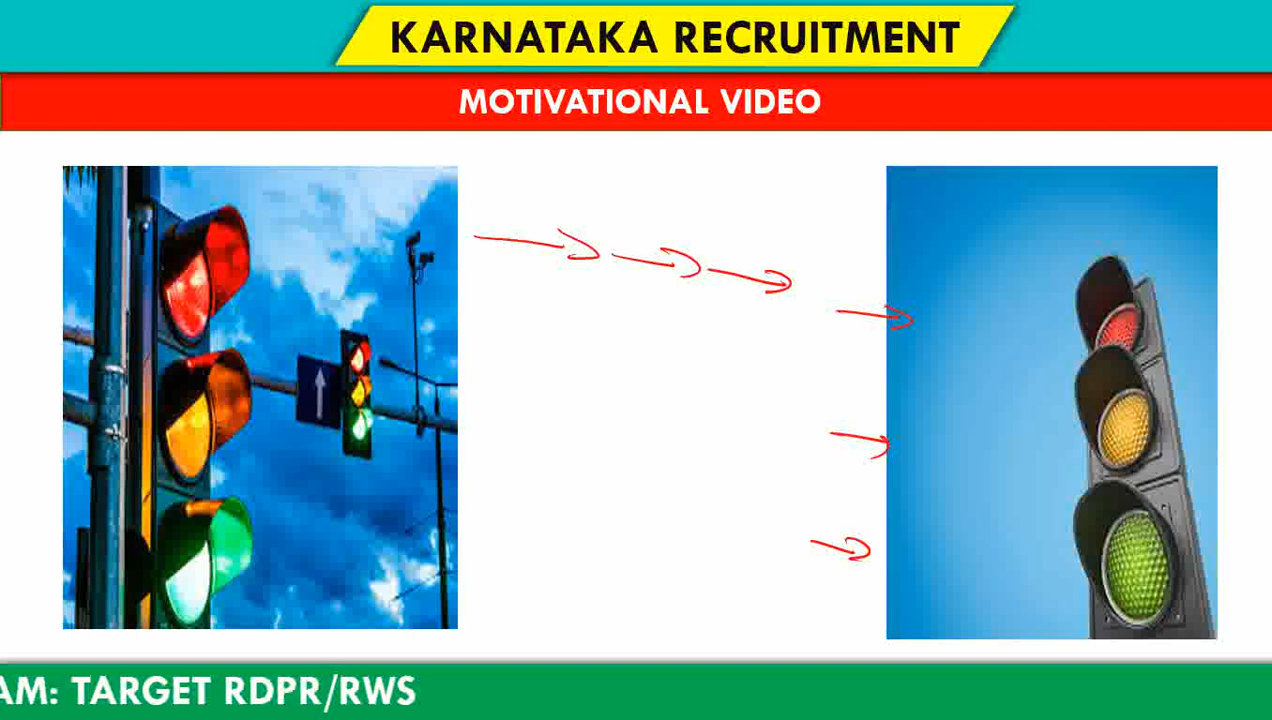 KARNATAKA RECRUITMENT
MOTIVATIONAL VIDEO
AM: TARGET RDPR/RWS